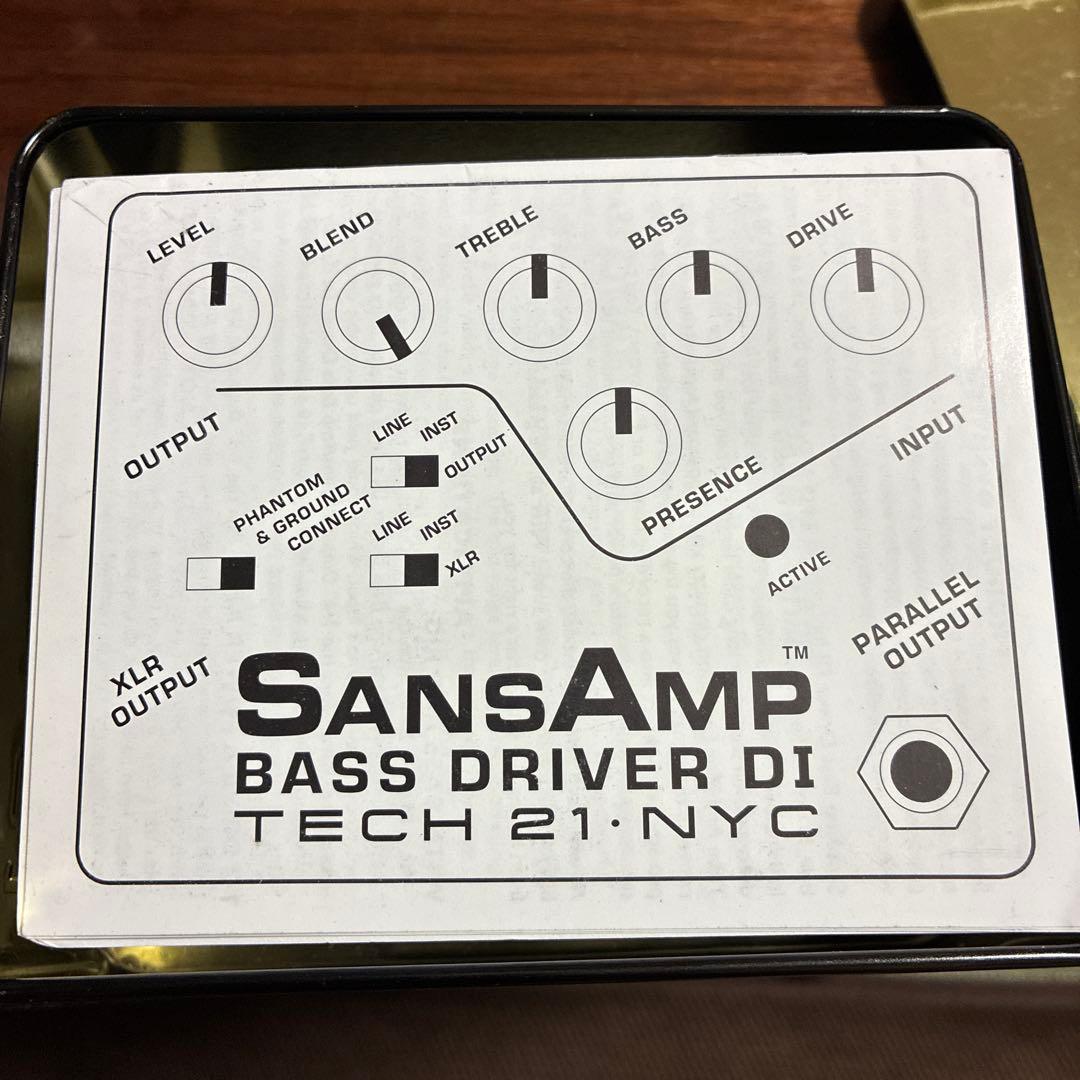 LEVEL
BLEND
TREBLE
BASS
DRIVE
OUTPUT
LINE INST
OUTPUT
PHANTOM
& GROUND
CONNECT
LINE INST
XLR
PRESENCE
INPUT
ACTIVE
XLR
OUTPUT
PARALLEL
OUTPUT
SANSAMP™
BASS DRIVER DI
TECH 21·NYC